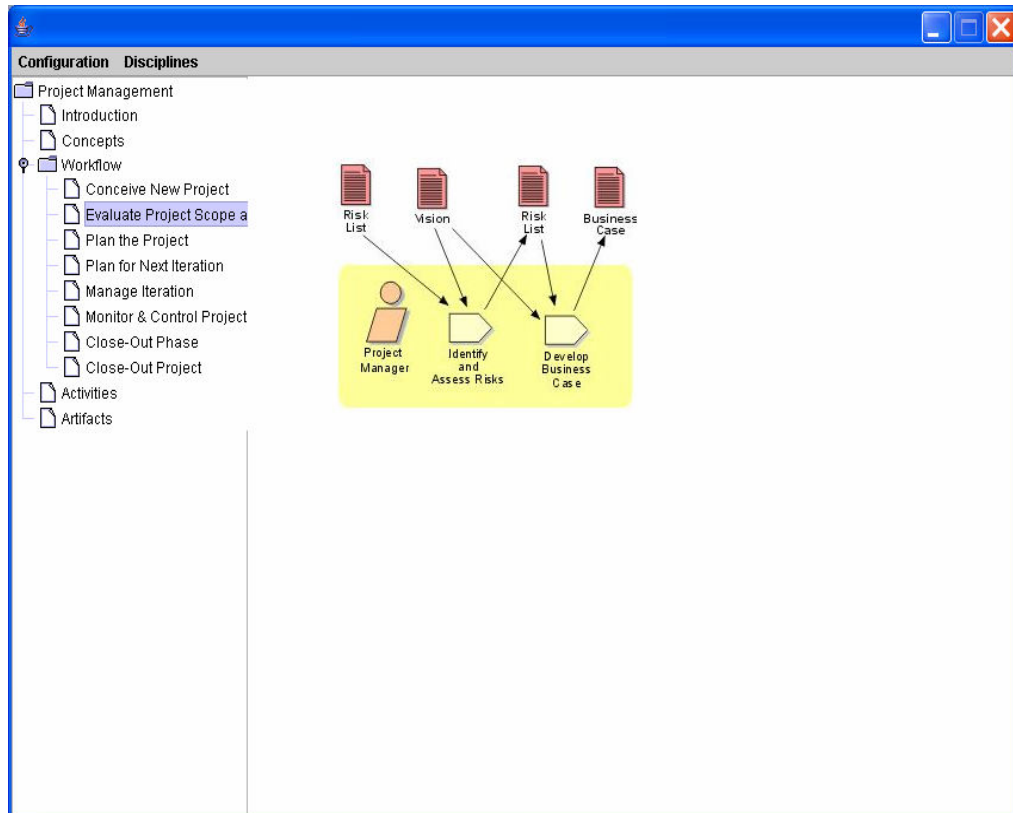 Configuration Disciplines
Project Management
Introduction
Concepts
Workflow
Conceive New Project
Evaluate Project Scope a
Plan the Project
Plan for Next Iteration
Manage Iteration
Monitor & Control Project
Close-Out Phase
Close-Out Project
Activities
Artifacts
Risk
List
Vision
Risk
List
Business
Case
Project
Manager
Identify
and
Assess Risks
Develop
Business
Case